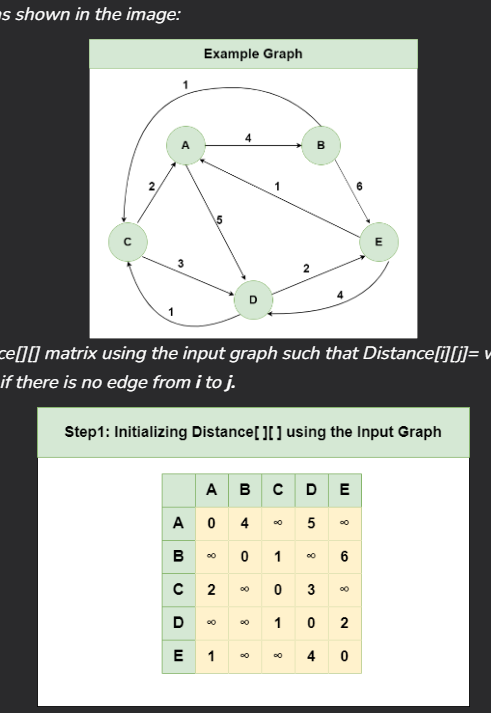 as shown in the image:
Example Graph
1
4
A
B
2
1
6
5
C
E
3
2
D
4
1
ce[][] matrix using the input graph such that Distance[i][j]= w
if there is no edge from i to j.
Step1: Initializing Distance[ ][ ] using the Input Graph
A B C D E
A 0 4 ∞ 5 ∞
B ∞ 0 1 ∞ 6
C 2 ∞ 0 3 ∞
D ∞ ∞ 1 0 2
E 1 ∞ ∞ 4 0